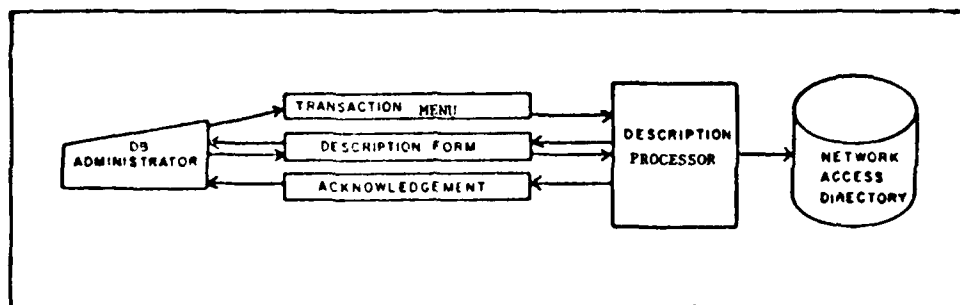 DB
ADMINISTRATOR
TRANSACTION MENU
DESCRIPTION FORM
ACKNOWLEDGEMENT
DESCRIPTION
PROCESSOR
NETWORK
ACCESS
DIRECTORY